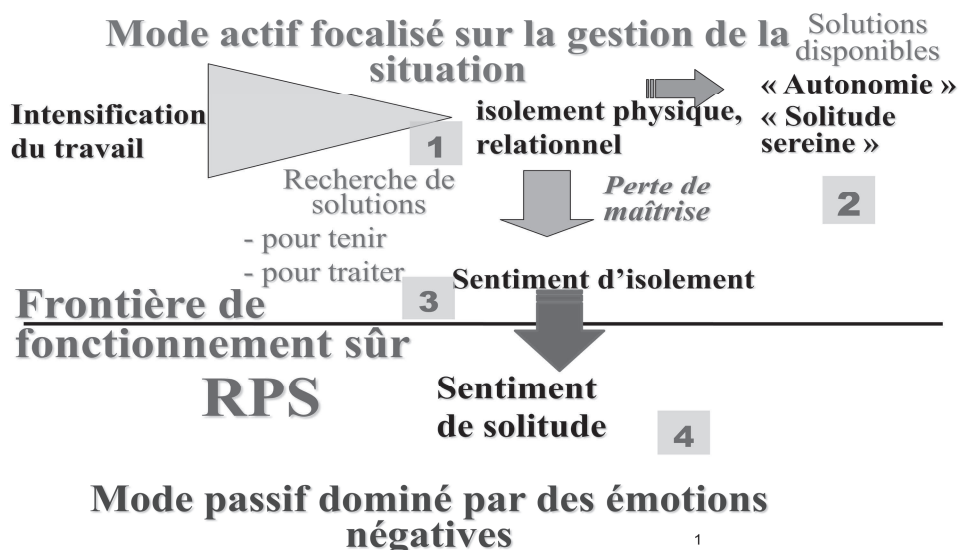 Mode actif focalisé sur la gestion de la
situation
Solutions
disponibles
Intensification
du travail
1
isolement physique,
relationnel
« Autonomie »
« Solitude
sereine »
2
Recherche de
solutions
- pour tenir
- pour traiter
Perte de
maîtrise
3
Sentiment d’isolement
Frontière de
fonctionnement sûr
RPS
Sentiment
de solitude
4
Mode passif dominé par des émotions
négatives
1